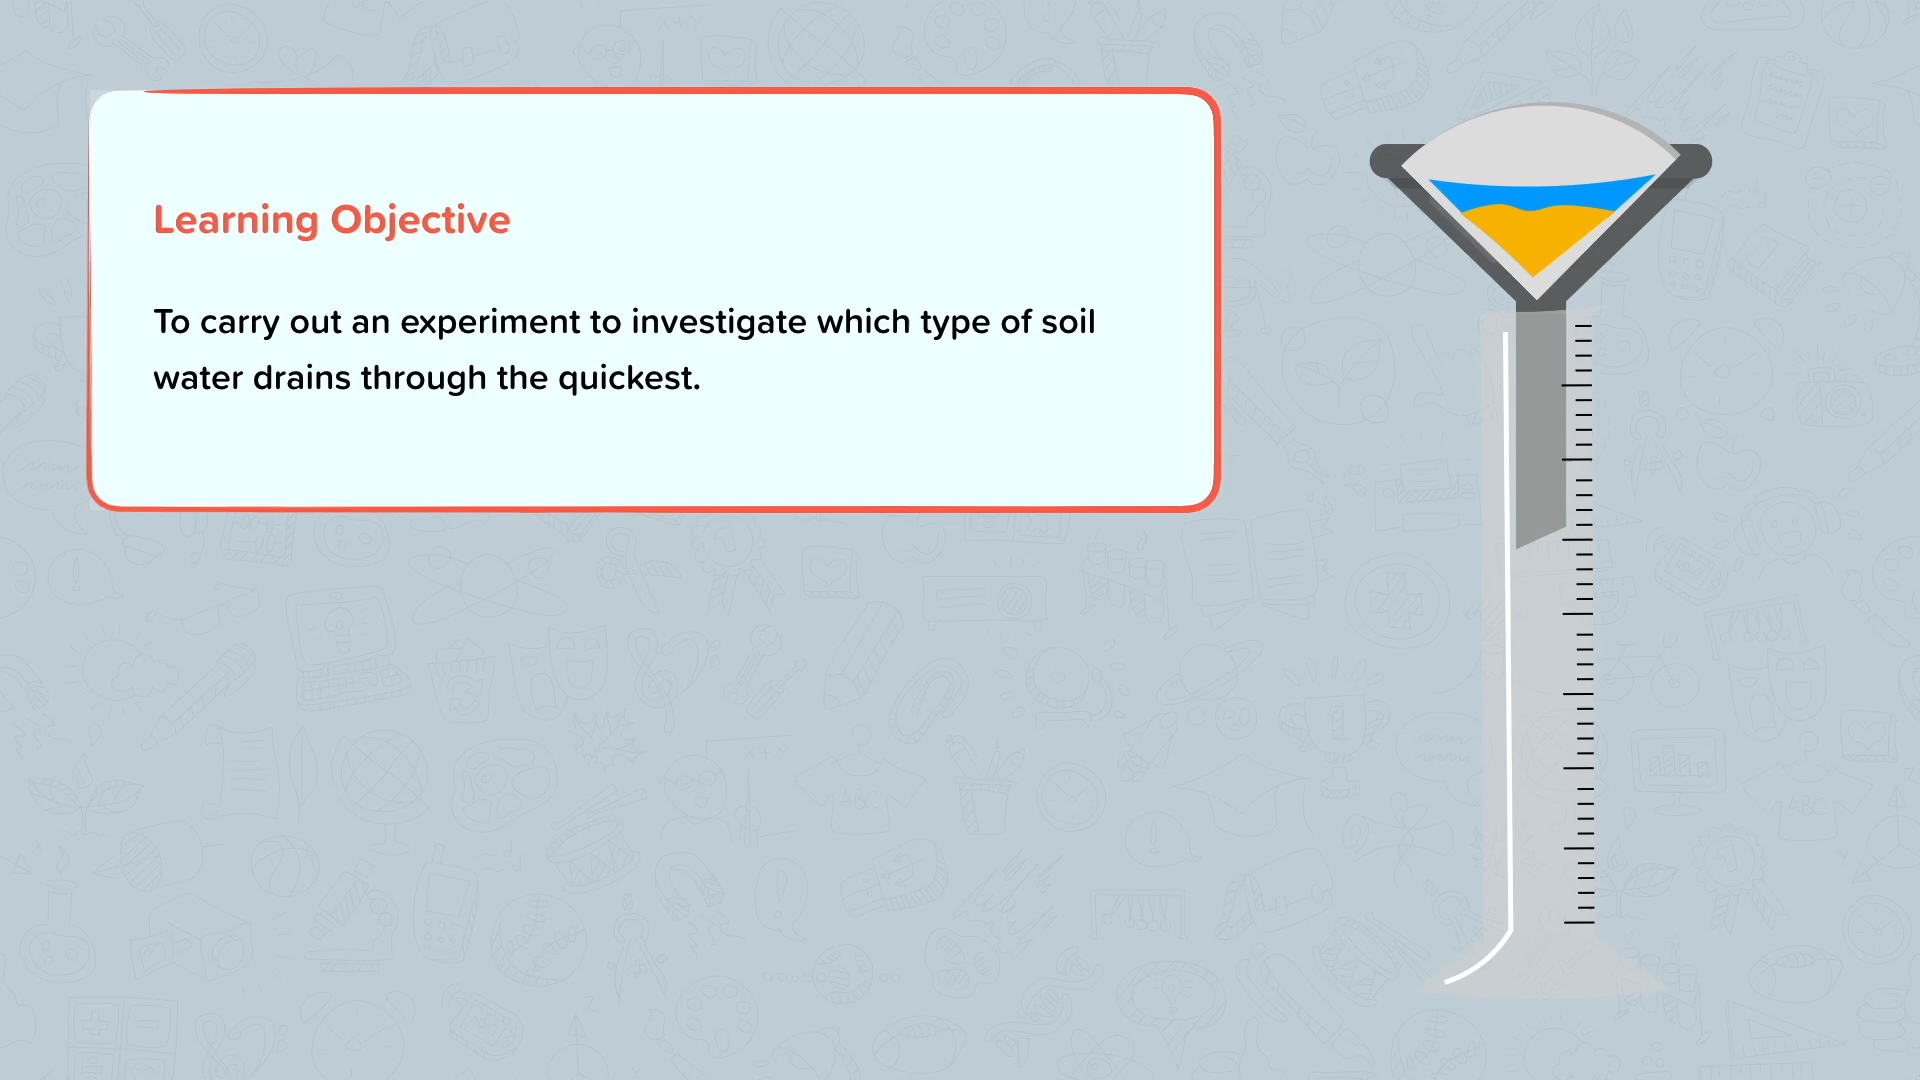 Learning Objective
To carry out an experiment to investigate which type of soil
water drains through the quickest.